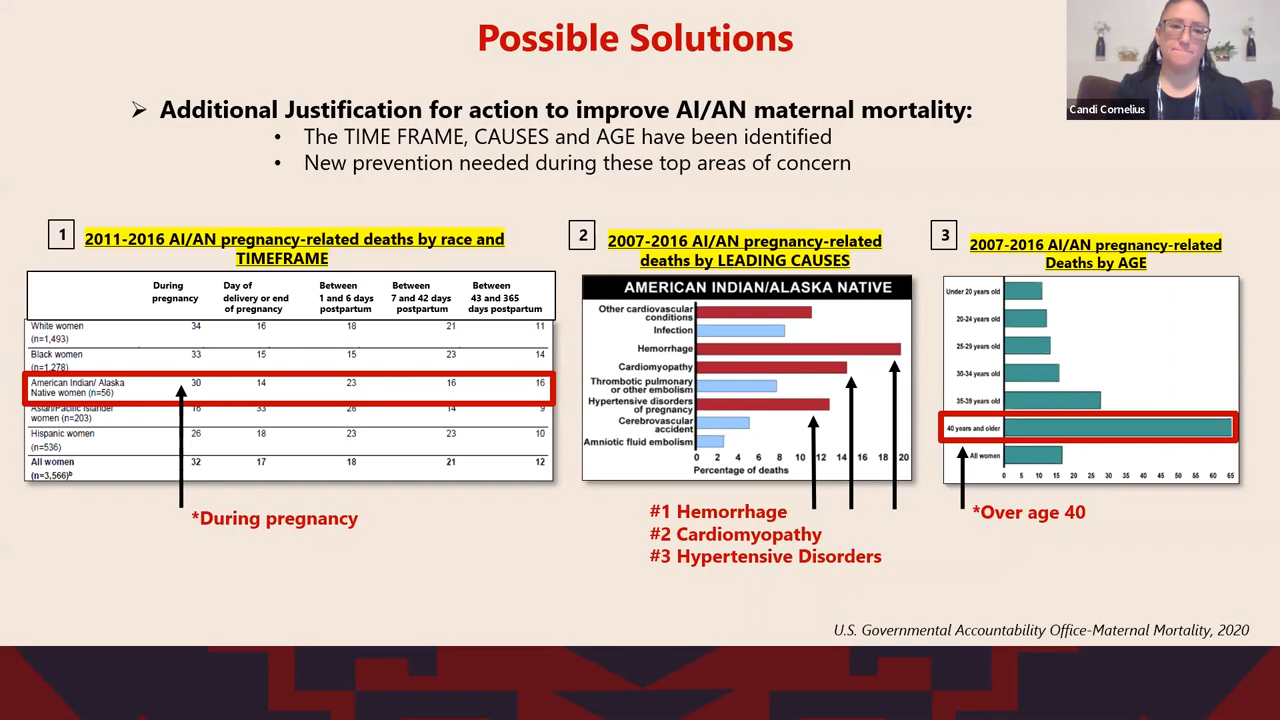 Possible Solutions
Candi Cornelius
➢ Additional Justification for action to improve AI/AN maternal mortality:
• The TIME FRAME, CAUSES and AGE have been identified
• New prevention needed during these top areas of concern
1
2011-2016 AI/AN pregnancy-related deaths by race and
TIMEFRAME
During pregnancy
Day of delivery or end of pregnancy
Between 1 and 6 days postpartum
Between 7 and 42 days postpartum
Between 43 and 365 days postpartum
White women 34 16 18 21 11
(n=1,493)
Black women 33 15 15 23 14
(n=1,278)
American Indian/ Alaska 30 14 23 16 16
Native women (n=56)
Asian/Pacific Islander 16 33 28 14 9
women (n=203)
Hispanic women 26 18 23 23 10
(n=536)
All women 32 17 18 21 12
(n=3,566)b
*During pregnancy
2
2007-2016 AI/AN pregnancy-related
deaths by LEADING CAUSES
AMERICAN INDIAN/ALASKA NATIVE
Other cardiovascular
conditions
Infection
Hemorrhage
Cardiomyopathy
Thrombotic pulmonary
or other embolism
Hypertensive disorders
of pregnancy
Cerebrovascular
accident
Amniotic fluid embolism
0 2 4 6 8 10 12 14 16 18 20
Percentage of deaths
#1 Hemorrhage
#2 Cardiomyopathy
#3 Hypertensive Disorders
3
2007-2016 AI/AN pregnancy-related
Deaths by AGE
Under 20 years old
20-24 years old
25-29 years old
30-34 years old
35-39 years old
40 years and older
All women
0 5 10 15 20 25 30 35 40 45 50 55 60 65
*Over age 40
U.S. Governmental Accountability Office-Maternal Mortality, 2020